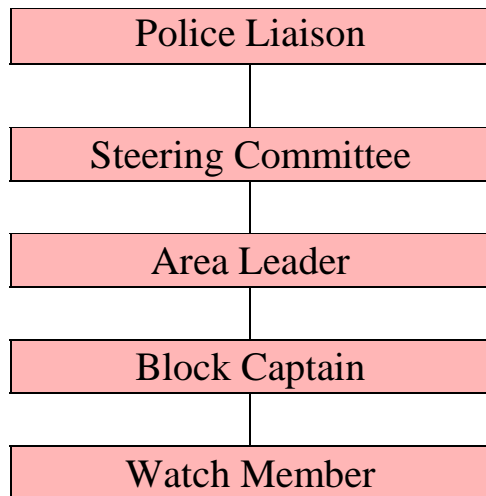 Police Liaison
Steering Committee
Area Leader
Block Captain
Watch Member